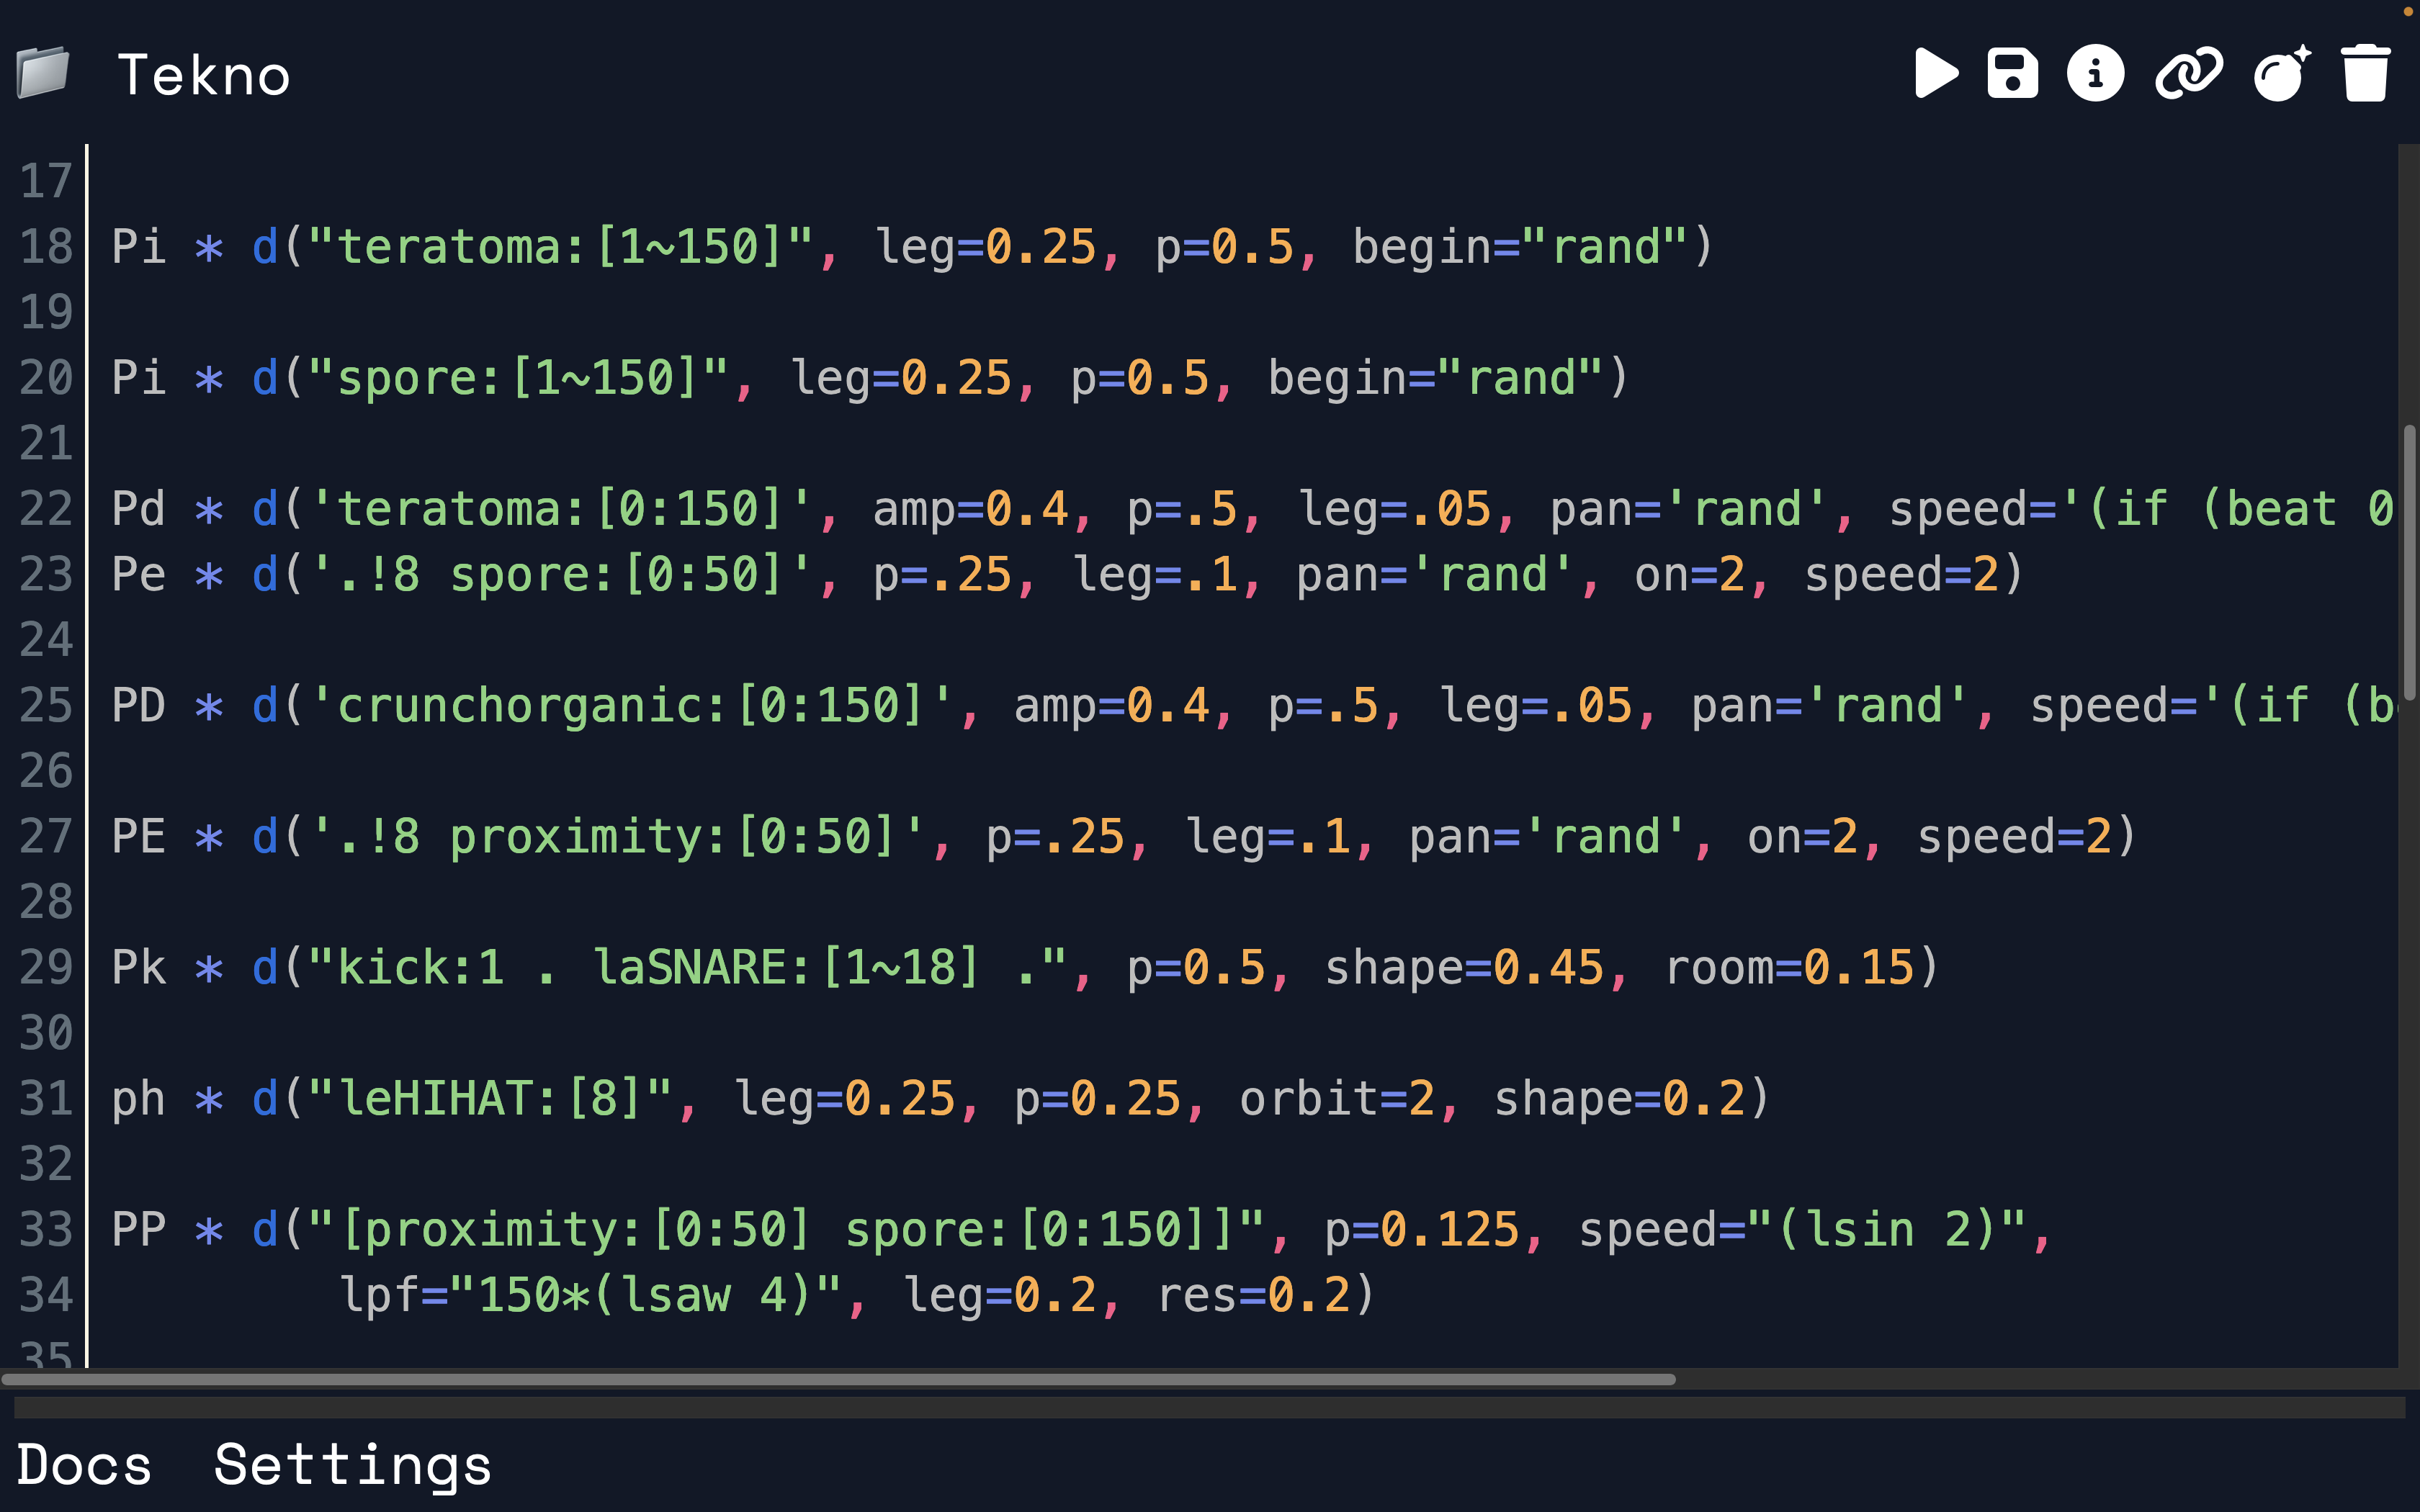 Tekno
17
18 Pi * d("teratoma:[1~150]", leg=0.25, p=0.5, begin="rand")
19
20 Pi * d("spore:[1~150]", leg=0.25, p=0.5, begin="rand")
21
22 Pd * d('teratoma:[0:150]', amp=0.4, p=.5, leg=.05, pan='rand', speed='(if (beat 0
23 Pe * d('.!8 spore:[0:50]', p=.25, leg=.1, pan='rand', on=2, speed=2)
24
25 PD * d('crunchorganic:[0:150]', amp=0.4, p=.5, leg=.05, pan='rand', speed='(if (b
26
27 PE * d('.!8 proximity:[0:50]', p=.25, leg=.1, pan='rand', on=2, speed=2)
28
29 Pk * d("kick:1 . laSNARE:[1~18] .", p=0.5, shape=0.45, room=0.15)
30
31 ph * d("leHIHAT:[8]", leg=0.25, p=0.25, orbit=2, shape=0.2)
32
33 PP * d("[proximity:[0:50] spore:[0:150]]", p=0.125, speed="(lsin 2)",
34 lpf="150*(lsaw 4)", leg=0.2, res=0.2)
35
Docs Settings